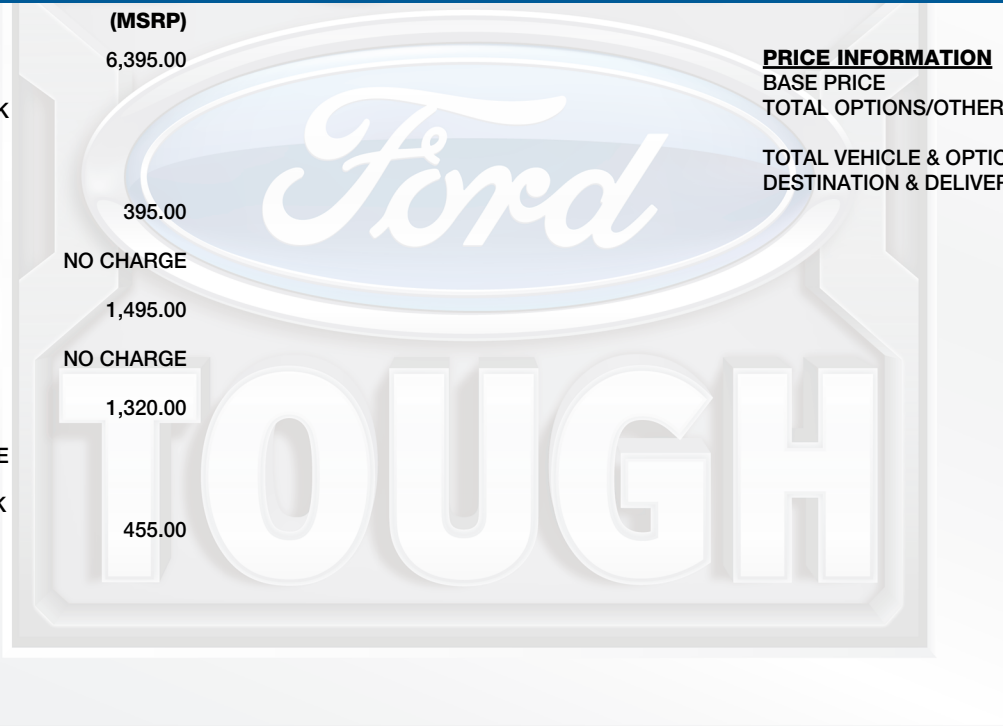 (MSRP)
6,395.00
K
395.00
NO CHARGE
1,495.00
NO CHARGE
1,320.00
E
K
455.00
PRICE INFORMATION
BASE PRICE
TOTAL OPTIONS/OTHER
TOTAL VEHICLE & OPTIO
DESTINATION & DELIVER
Ford
TOUGH